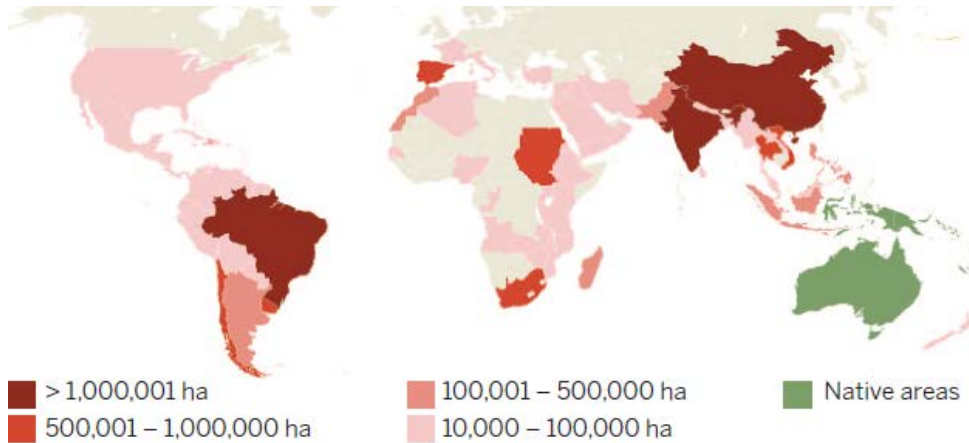 > 1,000,001 ha
100,001 – 500,000 ha
Native areas
500,001 – 1,000,000 ha
10,000 – 100,000 ha